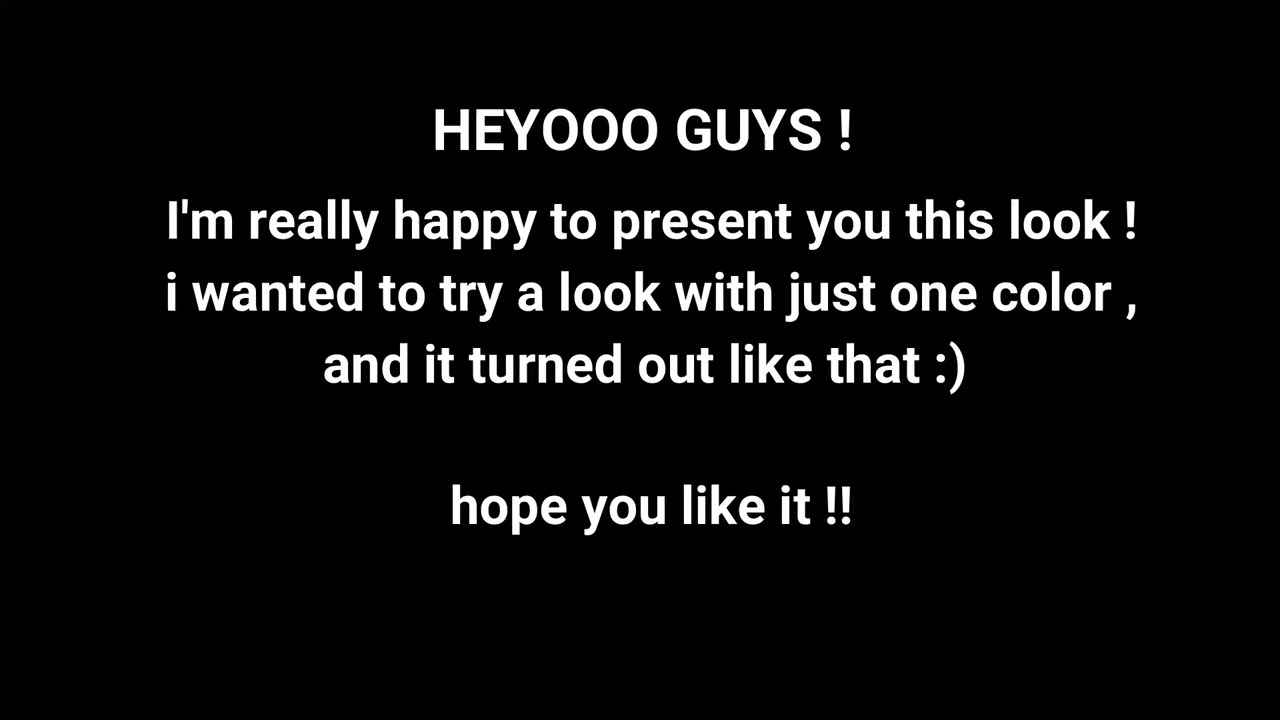 HEYOOO GUYS !
I'm really happy to present you this look !
i wanted to try a look with just one color ,
and it turned out like that :)
hope you like it !!